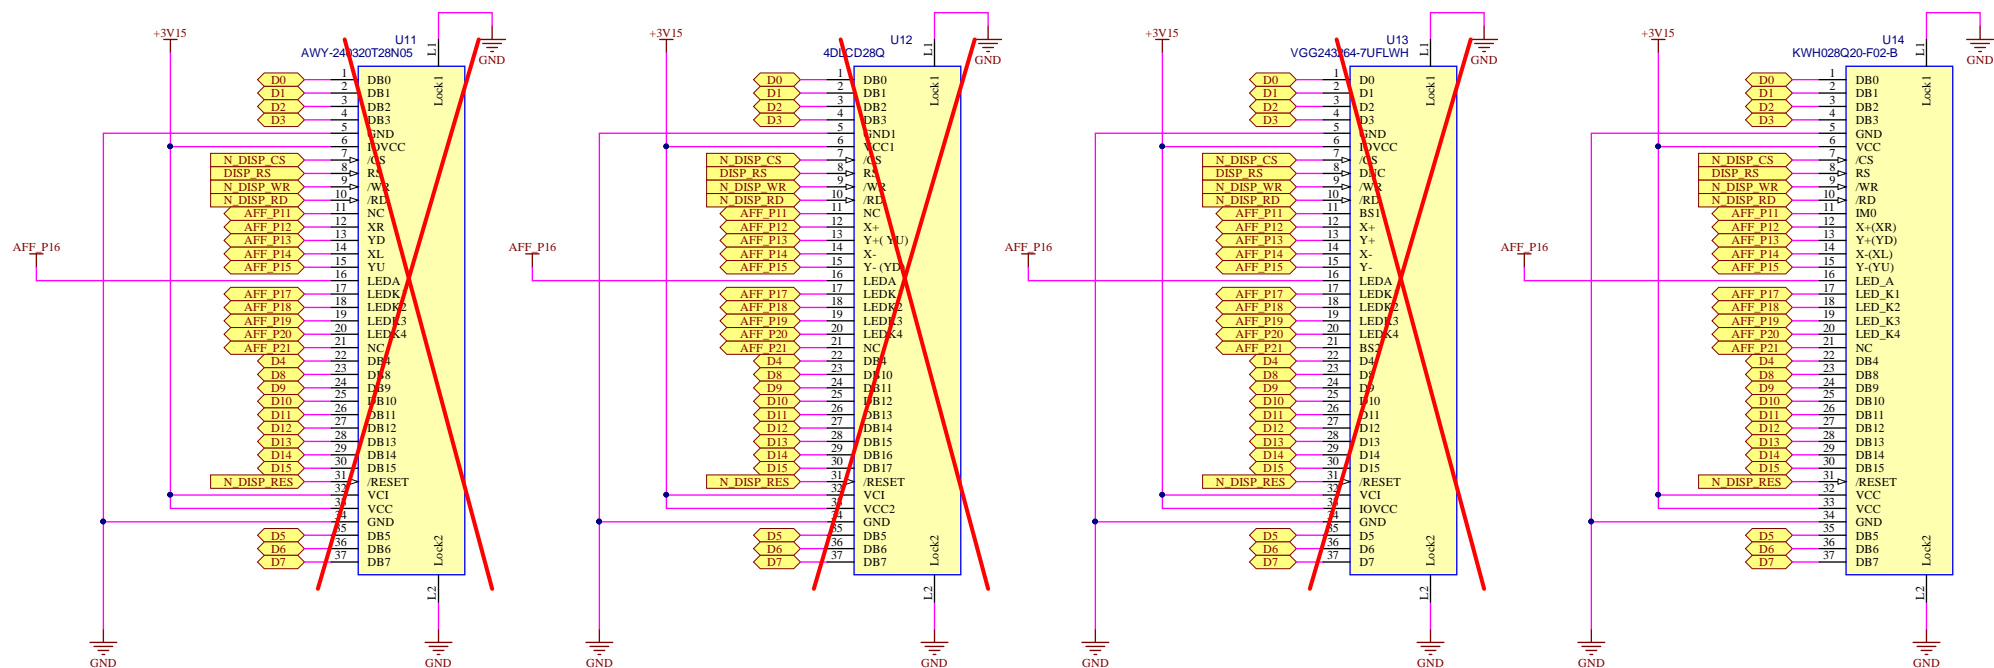 +3V15
U11
AWY-240320T28N05
L1
GND
Lock1
D0 1 DB0
D1 2 DB1
D2 3 DB2
D3 4 DB3
5 GND
6 IOVCC
N_DISP_CS 7 /CS
DISP_RS 8 RS
N_DISP_WR 9 /WR
N_DISP_RD 10 /RD
AFF_P11 11 NC
AFF_P12 12 XR
AFF_P13 13 YD
AFF_P14 14 XL
AFF_P15 15 YU
AFF_P16 16 LEDA
AFF_P17 17 LEDK
AFF_P18 18 LEDK2
AFF_P19 19 LEDK3
AFF_P20 20 LEDK4
AFF_P21 21 NC
D4 22 DB4
D8 23 DB8
D9 24 DB9
D10 25 DB10
D11 26 DB11
D12 27 DB12
D13 28 DB13
D14 29 DB14
D15 30 DB15
N_DISP_RES 31 /RESET
32 VCI
33 VCC
34 GND
D5 35 DB5
D6 36 DB6
D7 37 DB7
Lock2
L2
GND
GND
+3V15
U12
4DLCD28Q
L1
GND
Lock1
D0 1 DB0
D1 2 DB1
D2 3 DB2
D3 4 DB3
5 GND1
6 VCC1
N_DISP_CS 7 /CS
DISP_RS 8 RS
N_DISP_WR 9 /WR
N_DISP_RD 10 /RD
AFF_P11 11 NC
AFF_P12 12 X+
AFF_P13 13 Y+( YU)
AFF_P14 14 X-
AFF_P15 15 Y- (YD)
AFF_P16 16 LEDA
AFF_P17 17 LEDK
AFF_P18 18 LEDK2
AFF_P19 19 LEDK3
AFF_P20 20 LEDK4
AFF_P21 21 NC
D4 22 DB4
D8 23 DB10
D9 24 DB11
D10 25 DB12
D11 26 DB13
D12 27 DB14
D13 28 DB15
D14 29 DB16
D15 30 DB17
N_DISP_RES 31 /RESET
32 VCI
33 VCC2
34 GND
D5 35 DB5
D6 36 DB6
D7 37 DB7
Lock2
L2
GND
GND
+3V15
U13
VGG243264-7UFLWH
L1
GND
Lock1
D0 1 D0
D1 2 D1
D2 3 D2
D3 4 D3
5 GND
6 IOVCC
N_DISP_CS 7 /CS
DISP_RS 8 DNC
N_DISP_WR 9 /WR
N_DISP_RD 10 /RD
AFF_P11 11 BS1
AFF_P12 12 X+
AFF_P13 13 Y+
AFF_P14 14 X-
AFF_P15 15 Y-
AFF_P16 16 LEDA
AFF_P17 17 LEDK
AFF_P18 18 LEDK2
AFF_P19 19 LEDK3
AFF_P20 20 LEDK4
AFF_P21 21 BS2
D4 22 D4
D8 23 D8
D9 24 D9
D10 25 D10
D11 26 D11
D12 27 D12
D13 28 D13
D14 29 D14
D15 30 D15
N_DISP_RES 31 /RESET
32 VCI
33 IOVCC
34 GND
D5 35 D5
D6 36 D6
D7 37 D7
Lock2
L2
GND
GND
+3V15
U14
KWH028Q20-F02-B
L1
GND
Lock1
D0 1 DB0
D1 2 DB1
D2 3 DB2
D3 4 DB3
5 GND
6 VCC
N_DISP_CS 7 /CS
DISP_RS 8 RS
N_DISP_WR 9 /WR
N_DISP_RD 10 /RD
AFF_P11 11 IM0
AFF_P12 12 X+(XR)
AFF_P13 13 Y+(YD)
AFF_P14 14 X-(XL)
AFF_P15 15 Y-(YU)
AFF_P16 16 LED_A
AFF_P17 17 LED_K1
AFF_P18 18 LED_K2
AFF_P19 19 LED_K3
AFF_P20 20 LED_K4
AFF_P21 21 NC
D4 22 DB4
D8 23 DB8
D9 24 DB9
D10 25 DB10
D11 26 DB11
D12 27 DB12
D13 28 DB13
D14 29 DB14
D15 30 DB15
N_DISP_RES 31 /RESET
32 VCC
33 VCC
34 GND
D5 35 DB5
D6 36 DB6
D7 37 DB7
Lock2
L2
GND
GND